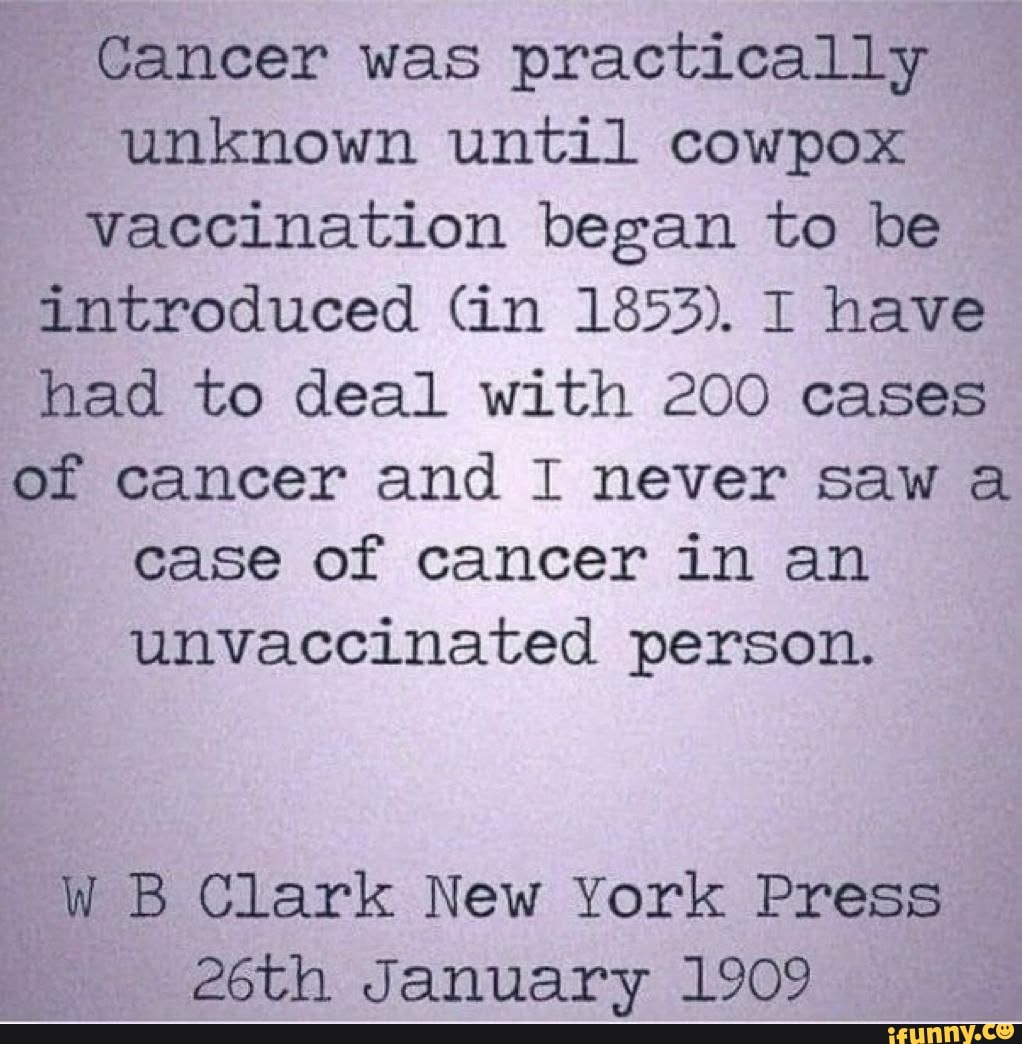 Cancer was practically
unknown until cowpox
vaccination began to be
introduced (in 1853). I have
had to deal with 200 cases
of cancer and I never saw a
case of cancer in an
unvaccinated person.
W B Clark New York Press
26th January 1909
ifunny.co